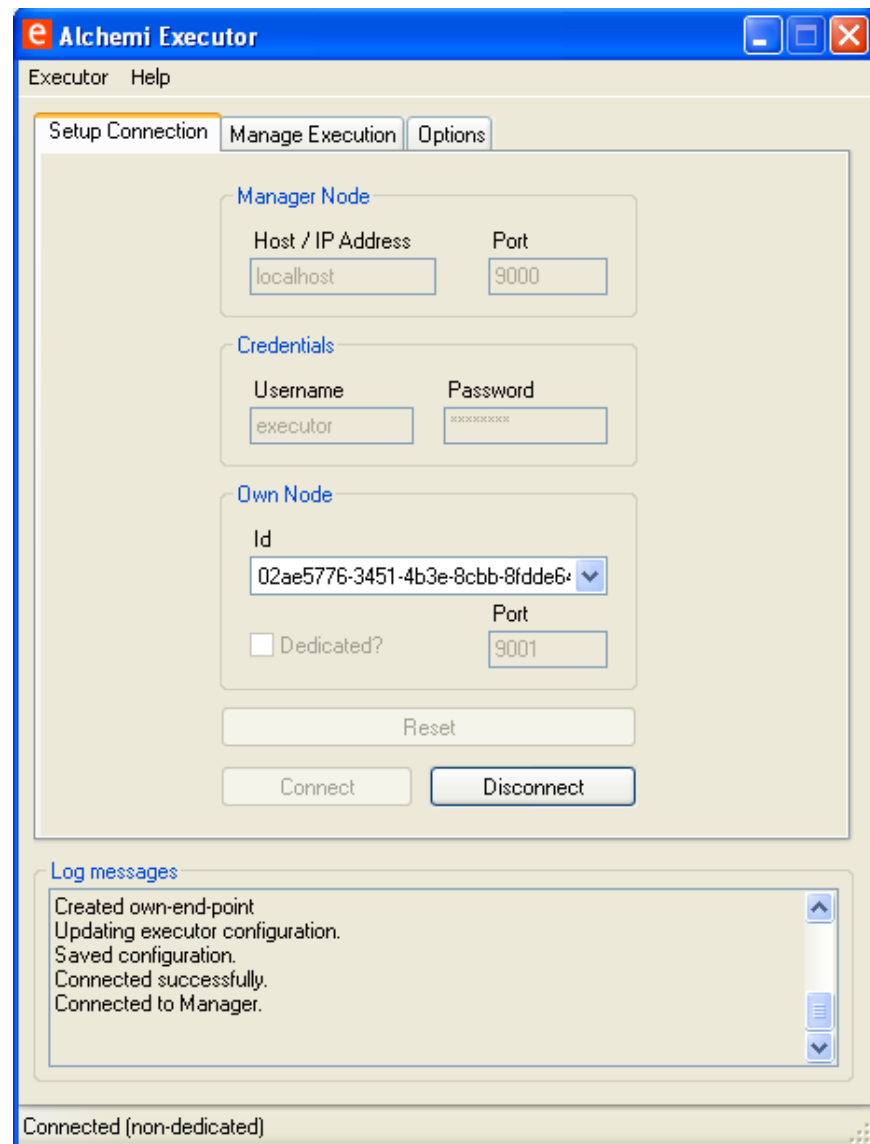 e Alchemi Executor
Executor Help
Setup Connection Manage Execution Options
Manager Node
Host / IP Address Port
localhost 9000
Credentials
Username Password
executor ********
Own Node
Id
02ae5776-3451-4b3e-8cbb-8fdde64
Port
Dedicated? 9001
Reset
Connect Disconnect
Log messages
Created own-end-point
Updating executor configuration.
Saved configuration.
Connected successfully.
Connected to Manager.
Connected (non-dedicated)